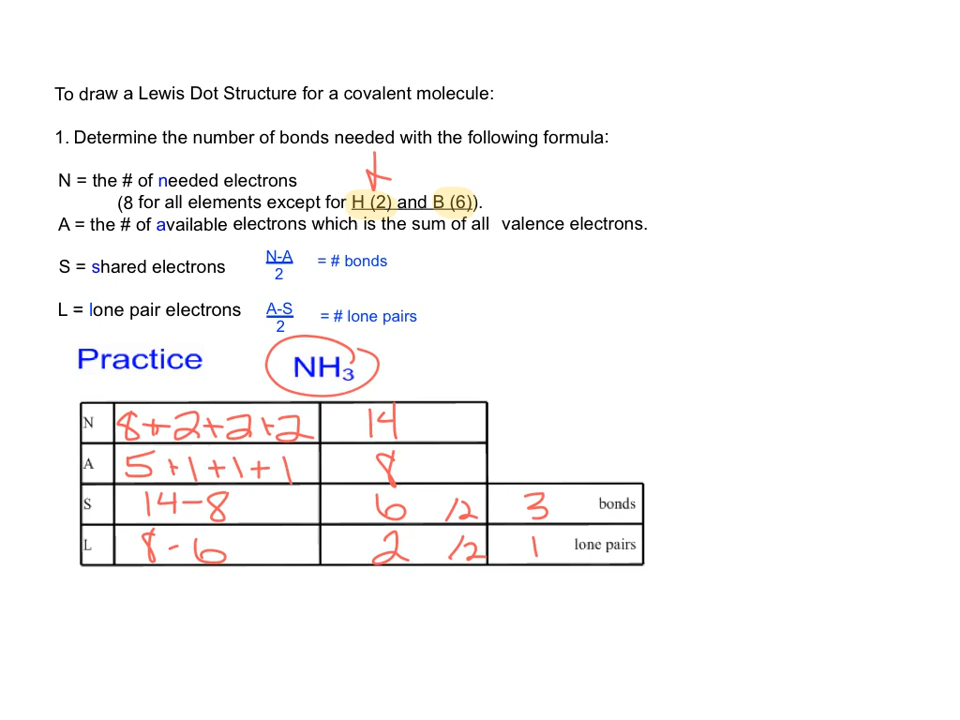 To draw a Lewis Dot Structure for a covalent molecule:
1. Determine the number of bonds needed with the following formula:
N = the # of needed electrons
(8 for all elements except for H (2) and B (6)).
A = the # of available electrons which is the sum of all valence electrons.
S = shared electrons N-A/2 = # bonds
L = lone pair electrons A-S/2 = # lone pairs
Practice NH3
N 8+2+2+2 14
A 5+1+1+1 8
S 14-8 6 /2 3 bonds
L 8-6 2 /2 1 lone pairs